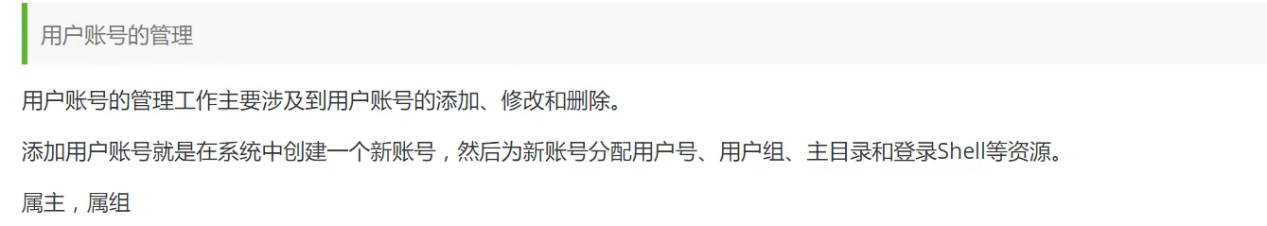 用户账号的管理
用户账号的管理工作主要涉及到用户账号的添加、修改和删除。
添加用户账号就是在系统中创建一个新账号，然后为新账号分配用户号、用户组、主目录和登录Shell等资源。
属主，属组